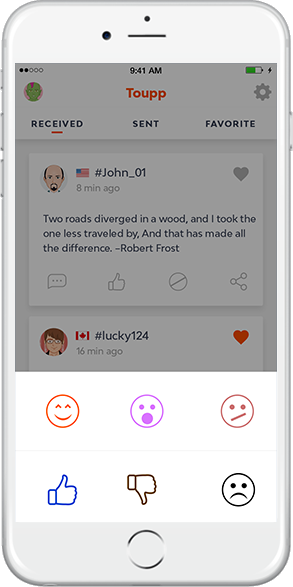 9:41 AM
Toupp
RECEIVED SENT FAVORITE
#John_01
8 min ago
Two roads diverged in a wood, and I took the
one less traveled by, And that has made all
the difference. –Robert Frost
#lucky124
16 min ago